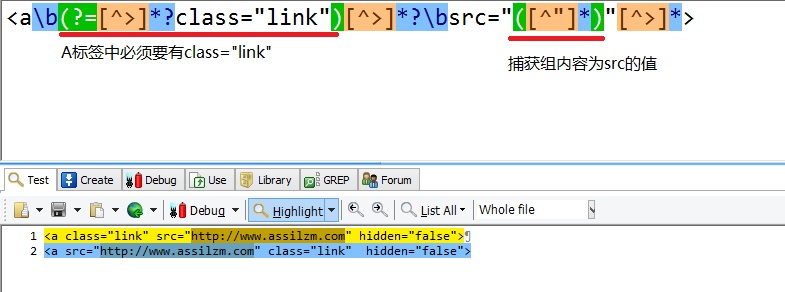 <a\b(?=[^>]*?class="link")[^>]*?\bsrc="([^"]*)"[^>]*>
A标签中必须要有class="link"
捕获组内容为src的值
Test Create Debug Use Library GREP Forum
Debug Highlight List All Whole file
1 <a class="link" src="http://www.assilzm.com" hidden="false">¶
2 <a src="http://www.assilzm.com" class="link"  hidden="false">